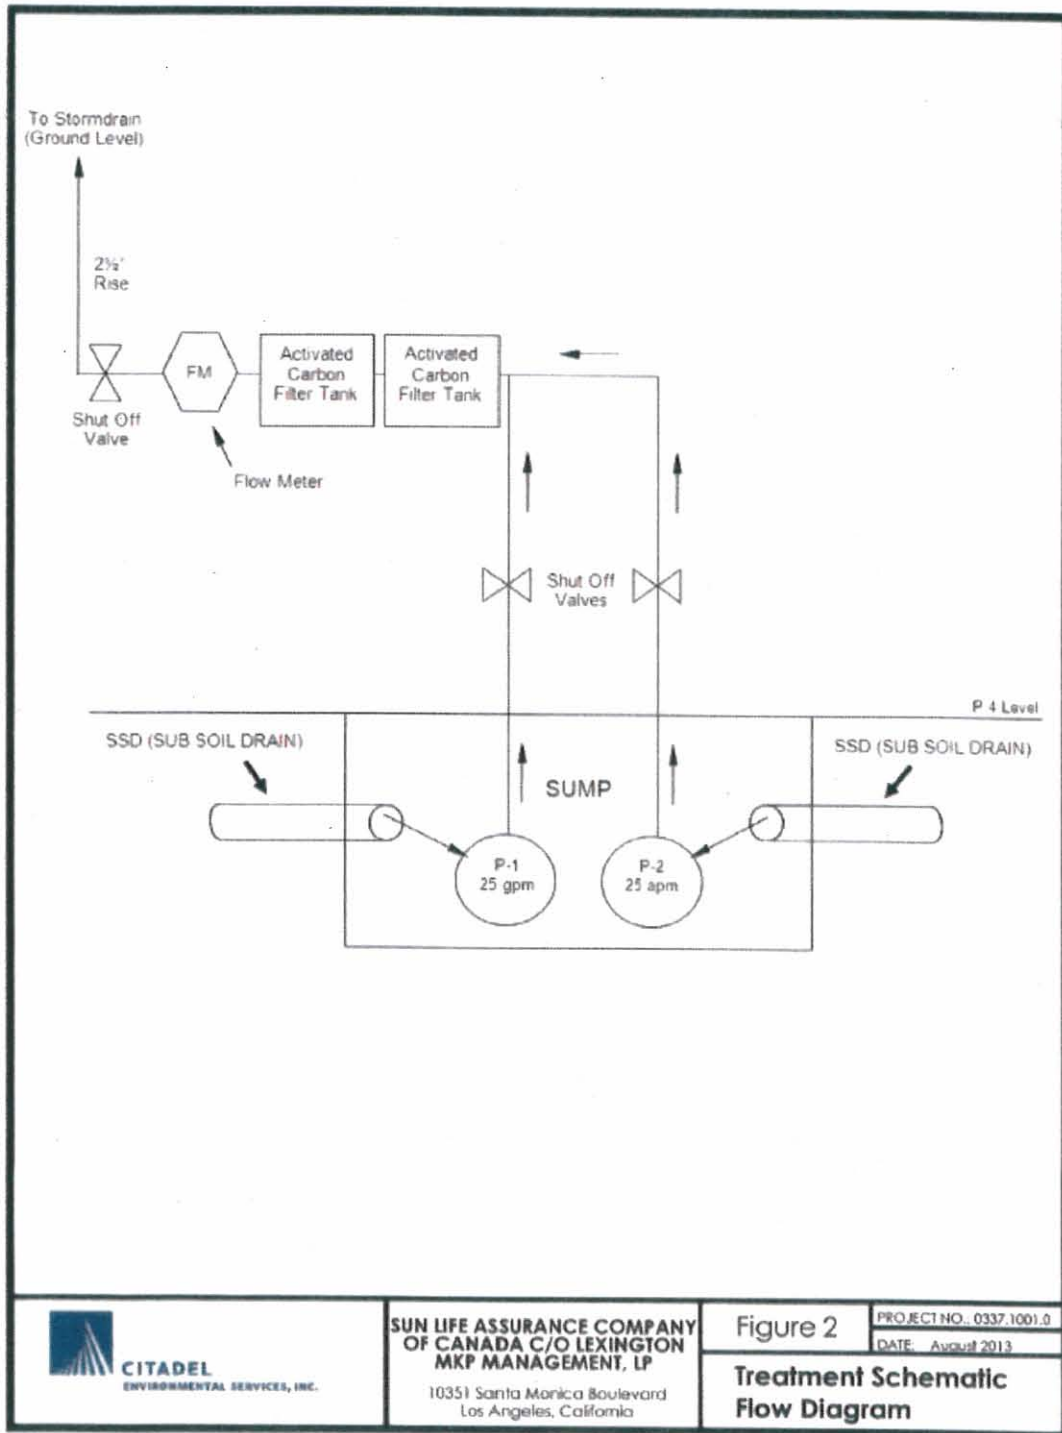 To Stormdrain
(Ground Level)
2½'
Rise
FM
Activated
Carbon
Filter Tank
Activated
Carbon
Filter Tank
Shut Off
Valve
Flow Meter
Shut Off
Valves
P 4 Level
SSD (SUB SOIL DRAIN)
SSD (SUB SOIL DRAIN)
SUMP
P-1
25 gpm
P-2
25 apm
CITADEL
ENVIRONMENTAL SERVICES, INC.
SUN LIFE ASSURANCE COMPANY
OF CANADA C/O LEXINGTON
MKP MANAGEMENT, LP
10351 Santa Monica Boulevard
Los Angeles, California
Figure 2
PROJECT NO.: 0337.1001.0
DATE: August 2013
Treatment Schematic
Flow Diagram